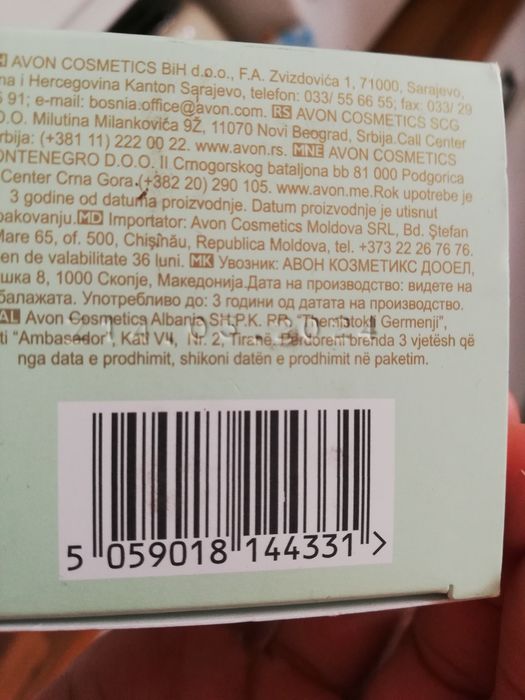 AVON COSMETICS BiH d.o.o., F.A. Zvizdovića 1, 71000, Sarajevo,
na i Hercegovina Kanton Sarajevo, telefon: 033/ 55 66 55; fax: 033/ 29
5 91; e-mail: bosnia.office@avon.com. RS AVON COSMETICS SCG
O.O. Milutina Milankovića 9Ž, 11070 Novi Beograd, Srbija.Call Center
rbija: (+381 11) 222 00 22. www.avon.rs. MNE AVON COSMETICS
ONTENEGRO D.O.O. II Crnogorskog bataljona bb 81 000 Podgorica
Center Crna Gora.(+382 20) 290 105. www.avon.me.Rok upotrebe je
3 godine od datuma proizvodnje. Datum proizvodnje je utisnut
pakovanju. MD Importator: Avon Cosmetics Moldova SRL, Bd. Ştefan
Mare 65, of. 500, Chişinău, Republica Moldova, tel. +373 22 26 76 76.
en de valabilitate 36 luni. MK Увозник: АВОН КОЗМЕТИКС ДООЕЛ,
шка 8, 1000 Скопје, Македонија.Дата на производство: видете на
балажата. Употребливо до: 3 години од датата на производство.
AL Avon Cosmetics Albania SH.P.K. RR. "Themistokli Germenji",
ti "Ambasador", Kati V4, Nr. 2, Tiranë, Përdoreni brenda 3 vjetësh që
nga data e prodhimit, shikoni datën e prodhimit në paketim.
5 059018 144331 >